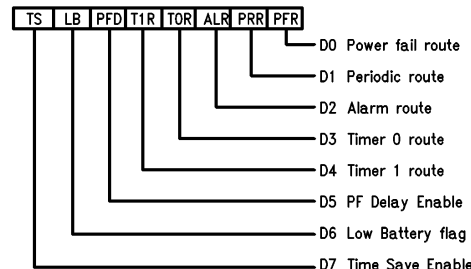 TS LB PFD T1R T0R ALR PRR PFR
D0 Power fail route
D1 Periodic route
D2 Alarm route
D3 Timer 0 route
D4 Timer 1 route
D5 PF Delay Enable
D6 Low Battery flag
D7 Time Save Enable